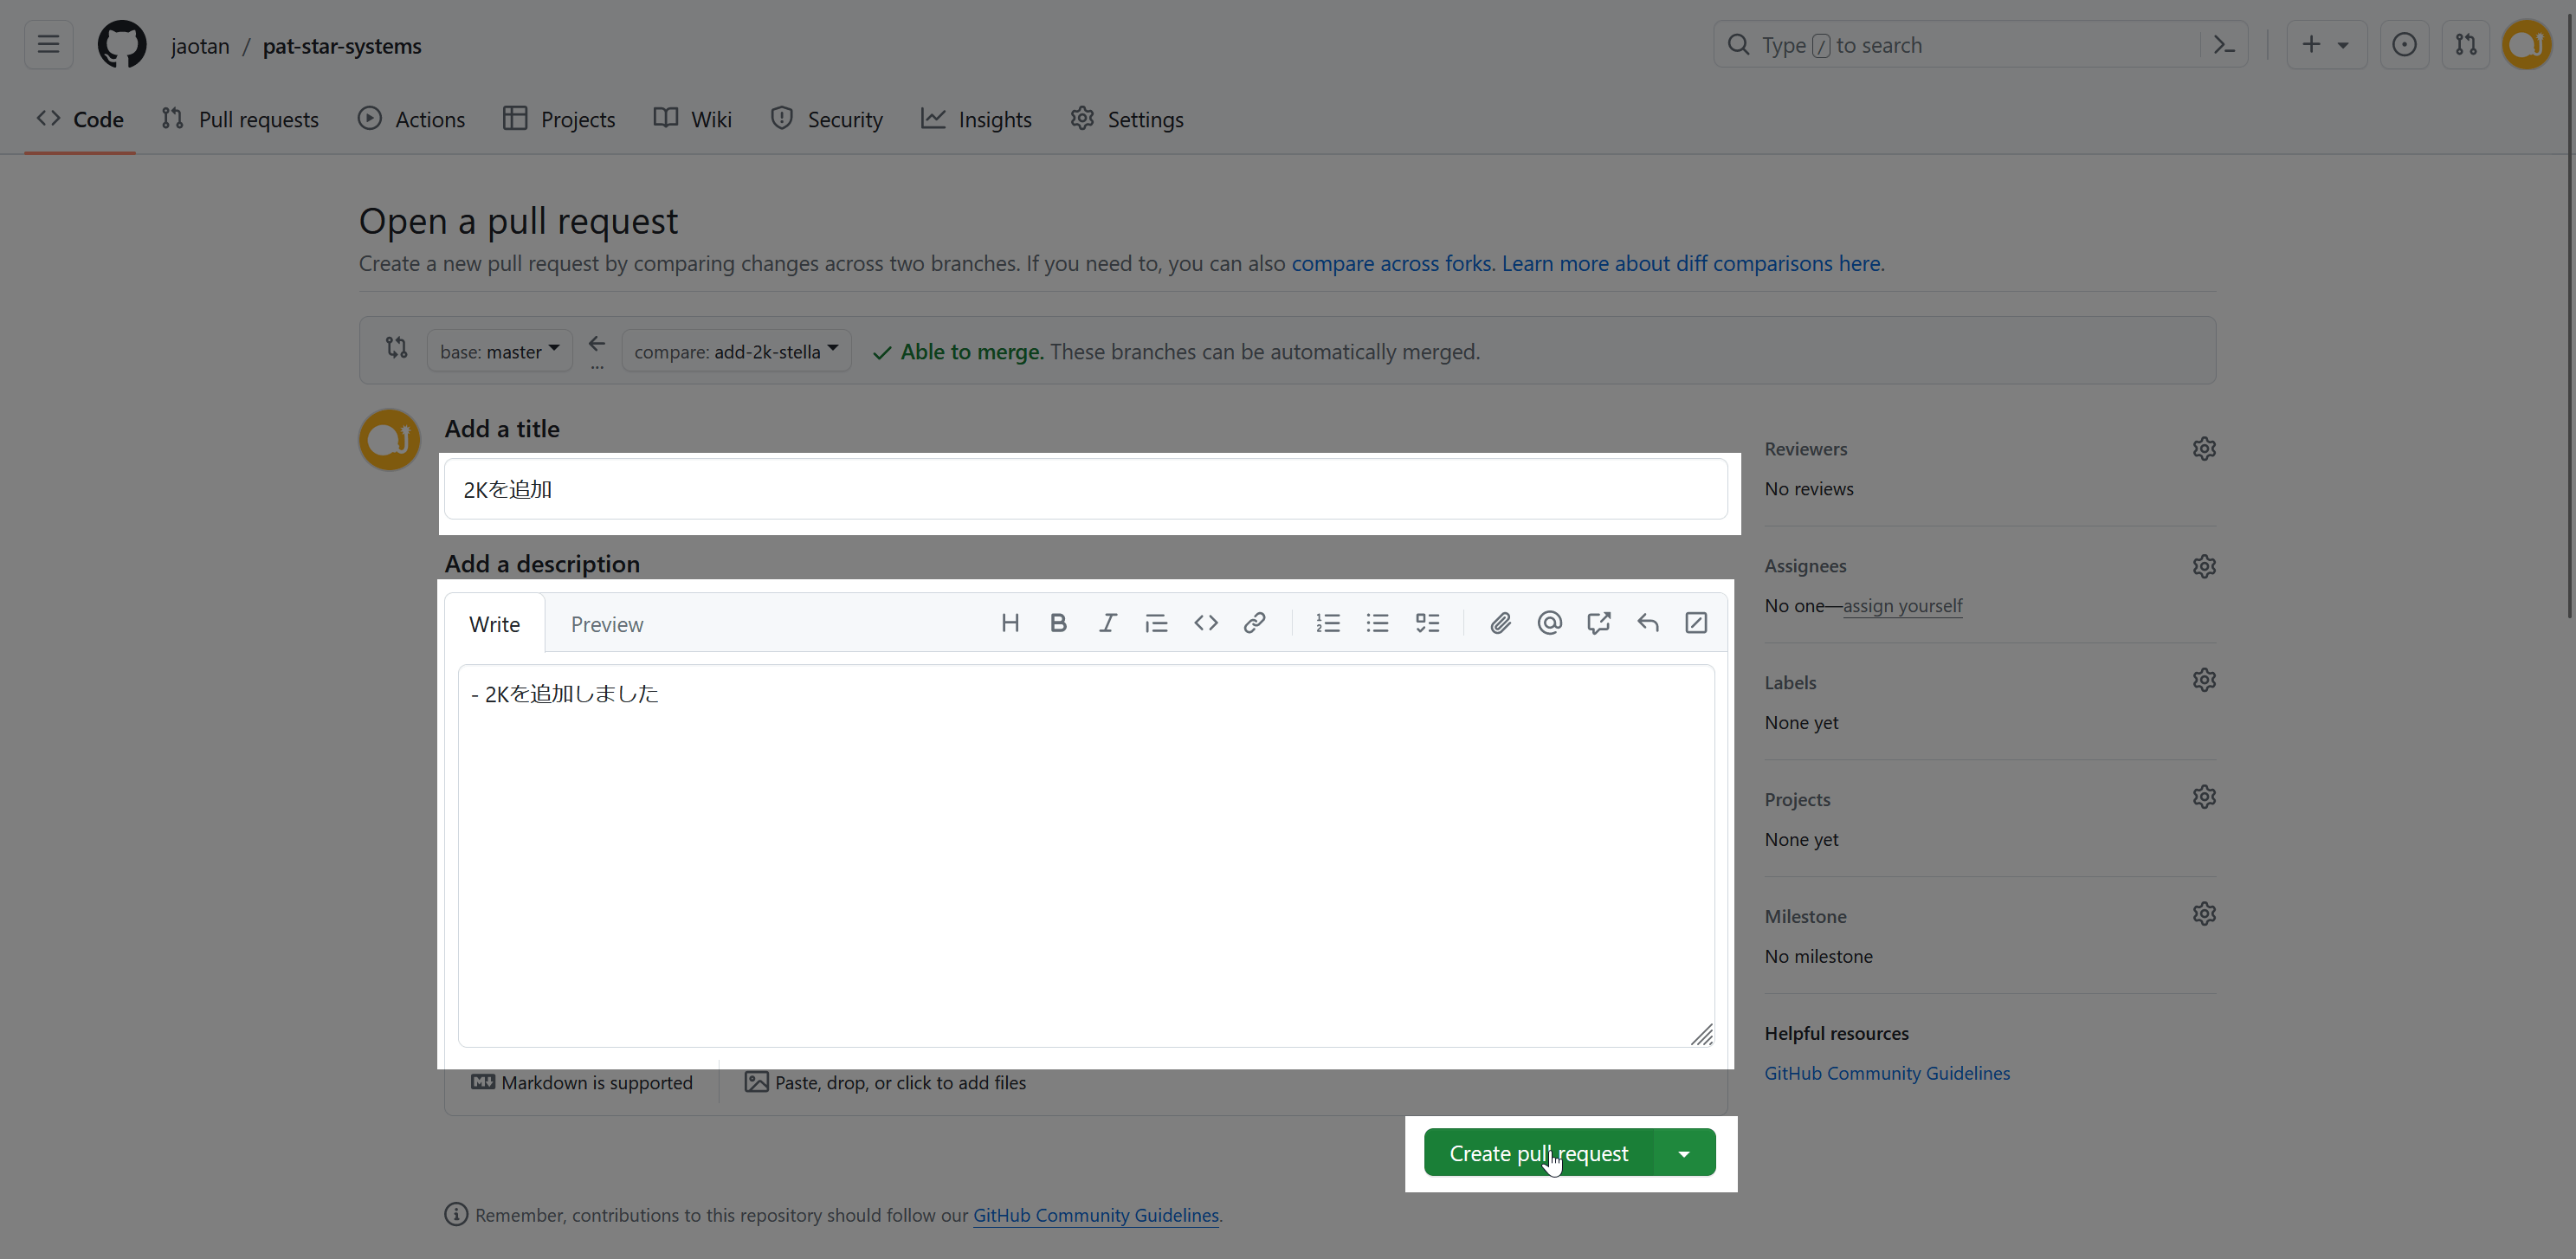 jaotan / pat-star-systems
Type / to search
Code Pull requests Actions Projects Wiki Security Insights Settings
Open a pull request
Create a new pull request by comparing changes across two branches. If you need to, you can also compare across forks. Learn more about diff comparisons here.
base: master ← ... compare: add-2k-stella ✓ Able to merge. These branches can be automatically merged.
Add a title
2Kを追加
Add a description
Write Preview
- 2Kを追加しました
Markdown is supported Paste, drop, or click to add files
Create pull request
Remember, contributions to this repository should follow our GitHub Community Guidelines.
Reviewers
No reviews
Assignees
No one—assign yourself
Labels
None yet
Projects
None yet
Milestone
No milestone
Helpful resources
GitHub Community Guidelines